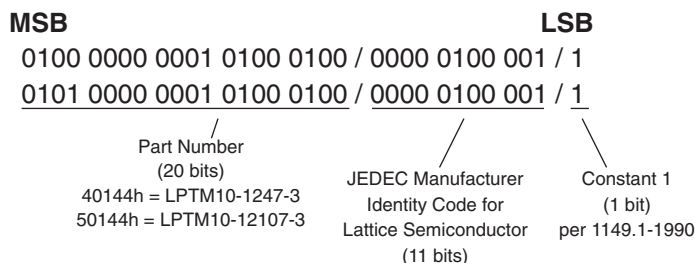 MSB LSB
0100 0000 0001 0100 0100 / 0000 0100 001 / 1
0101 0000 0001 0100 0100 / 0000 0100 001 / 1
Part Number
(20 bits)
40144h = LPTM10-1247-3
50144h = LPTM10-12107-3
JEDEC Manufacturer
Identity Code for
Lattice Semiconductor
(11 bits)
Constant 1
(1 bit)
per 1149.1-1990